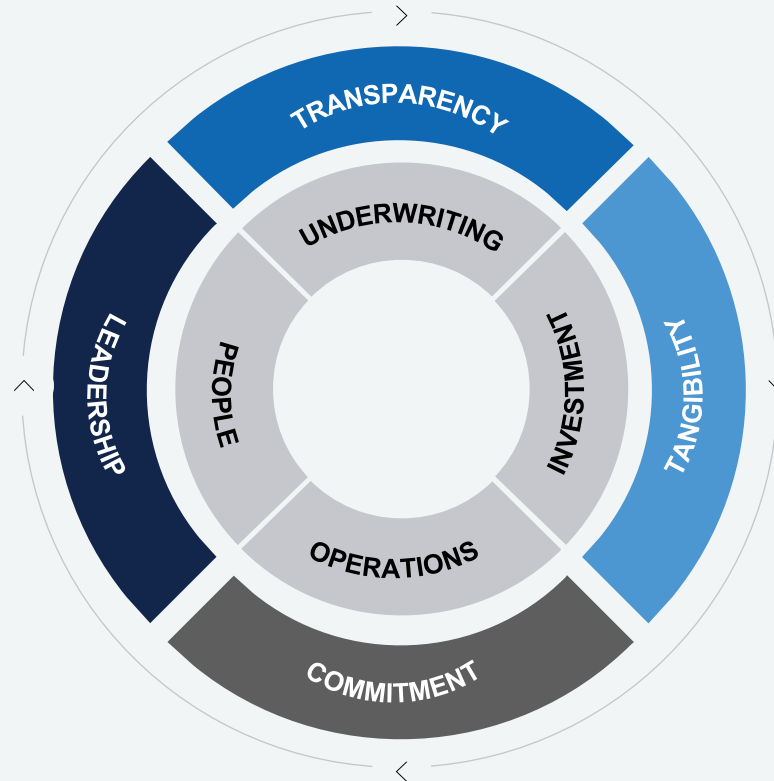 TRANSPARENCY
UNDERWRITING
LEADERSHIP
PEOPLE
INVESTMENT
TANGIBILITY
OPERATIONS
COMMITMENT